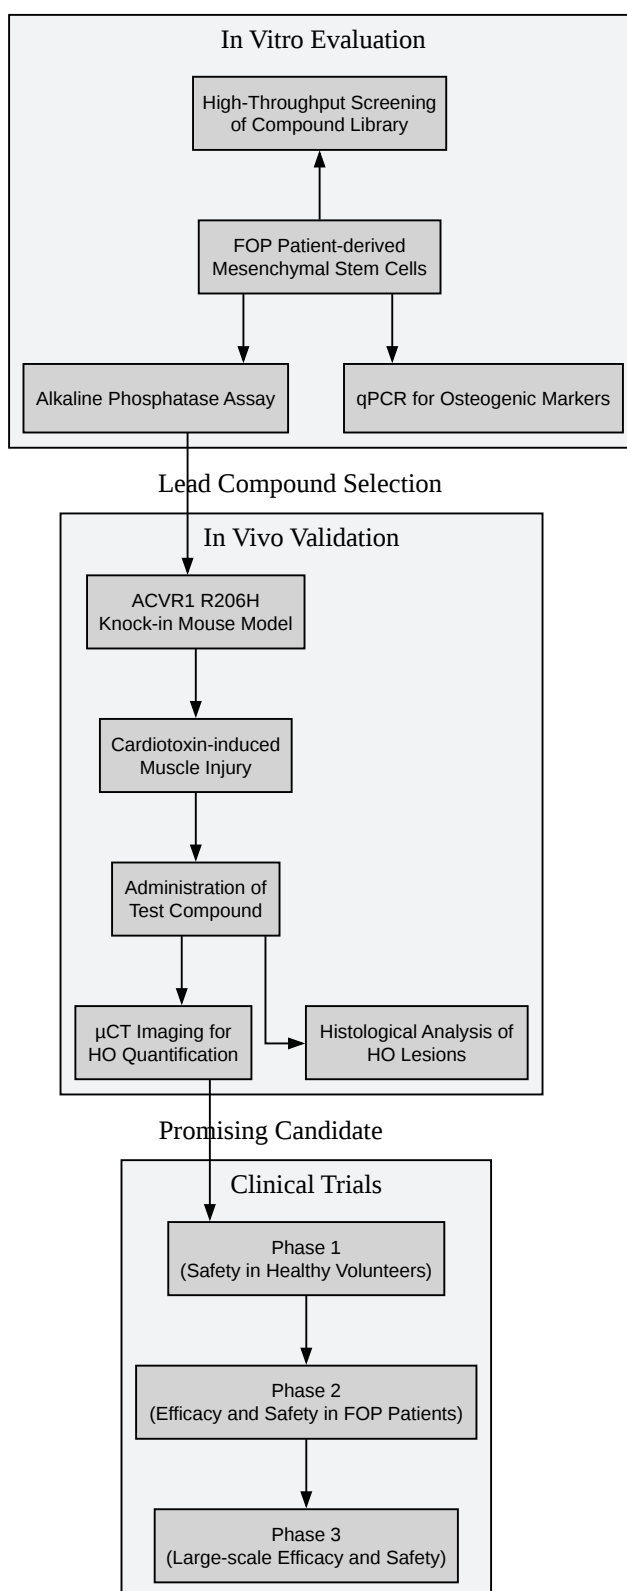 In Vitro Evaluation
High-Throughput Screening
of Compound Library
FOP Patient-derived
Mesenchymal Stem Cells
Alkaline Phosphatase Assay
qPCR for Osteogenic Markers
Lead Compound Selection
In Vivo Validation
ACVR1 R206H
Knock-in Mouse Model
Cardiotoxin-induced
Muscle Injury
Administration of
Test Compound
µCT Imaging for
HO Quantification
Histological Analysis of
HO Lesions
Promising Candidate
Clinical Trials
Phase 1
(Safety in Healthy Volunteers)
Phase 2
(Efficacy and Safety in FOP Patients)
Phase 3
(Large-scale Efficacy and Safety)